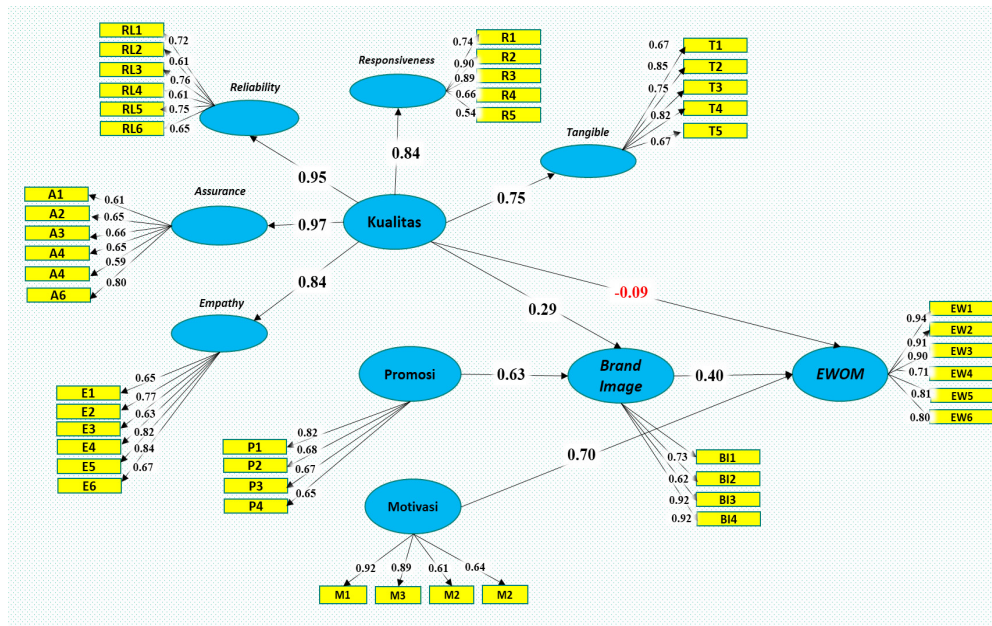 RL1
RL2
RL3
RL4
RL5
RL6
0.72
0.61
0.76
0.61
0.75
0.65
Reliability
Responsiveness
0.74
0.90
0.89
0.66
0.54
R1
R2
R3
R4
R5
Tangible
0.67
0.85
0.75
0.82
0.67
T1
T2
T3
T4
T5
0.95
0.84
0.75
A1
A2
A3
A4
A4
A6
0.61
0.65
0.66
0.65
0.59
0.80
Assurance
0.97
Kualitas
0.84
-0.09
0.29
Empathy
E1
E2
E3
E4
E5
E6
0.65
0.77
0.63
0.82
0.84
0.67
Promosi
0.63
Brand
Image
0.40
EWOM
0.94
0.91
0.90
0.71
0.81
0.80
EW1
EW2
EW3
EW4
EW5
EW6
P1
P2
P3
P4
0.82
0.68
0.67
0.65
0.70
0.73
0.62
0.92
0.92
BI1
BI2
BI3
BI4
Motivasi
0.92
0.89
0.61
0.64
M1
M3
M2
M2